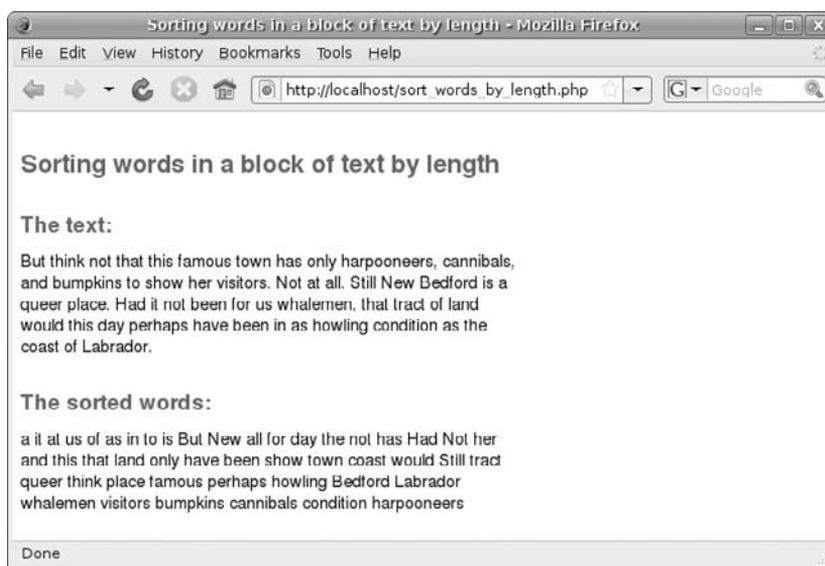 Sorting words in a block of text by length - Mozilla Firefox
File Edit View History Bookmarks Tools Help
http://localhost/sort_words_by_length.php G Google
Sorting words in a block of text by length
The text:
But think not that this famous town has only harpooneers, cannibals,
and bumpkins to show her visitors. Not at all. Still New Bedford is a
queer place. Had it not been for us whalemen, that tract of land
would this day perhaps have been in as howling condition as the
coast of Labrador.
The sorted words:
a it at us of as in to is But New all for day the not has Had Not her
and this that land only have been show town coast would Still tract
queer think place famous perhaps howling Bedford Labrador
whalemen visitors bumpkins cannibals condition harpooneers
Done